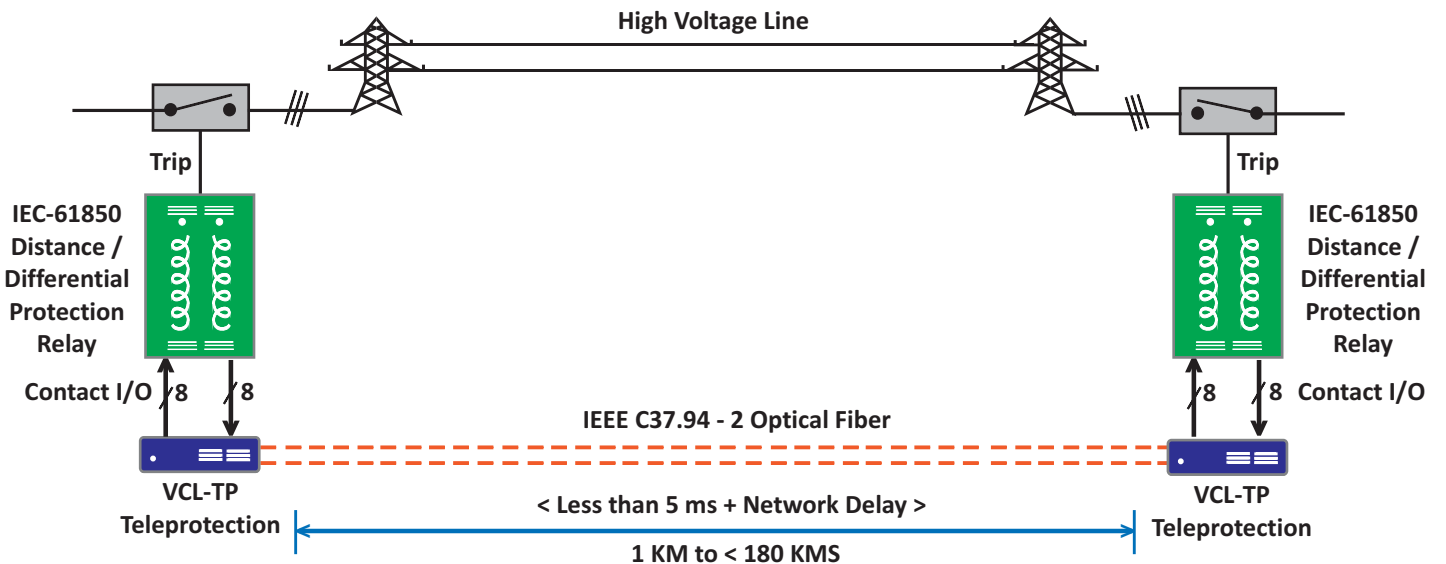 High Voltage Line
Trip
Trip
IEC-61850
Distance /
Differential
Protection
Relay
IEC-61850
Distance /
Differential
Protection
Relay
Contact I/O
8
8
8
8
Contact I/O
IEEE C37.94 - 2 Optical Fiber
VCL-TP
Teleprotection
VCL-TP
Teleprotection
< Less than 5 ms + Network Delay >
1 KM to < 180 KMS